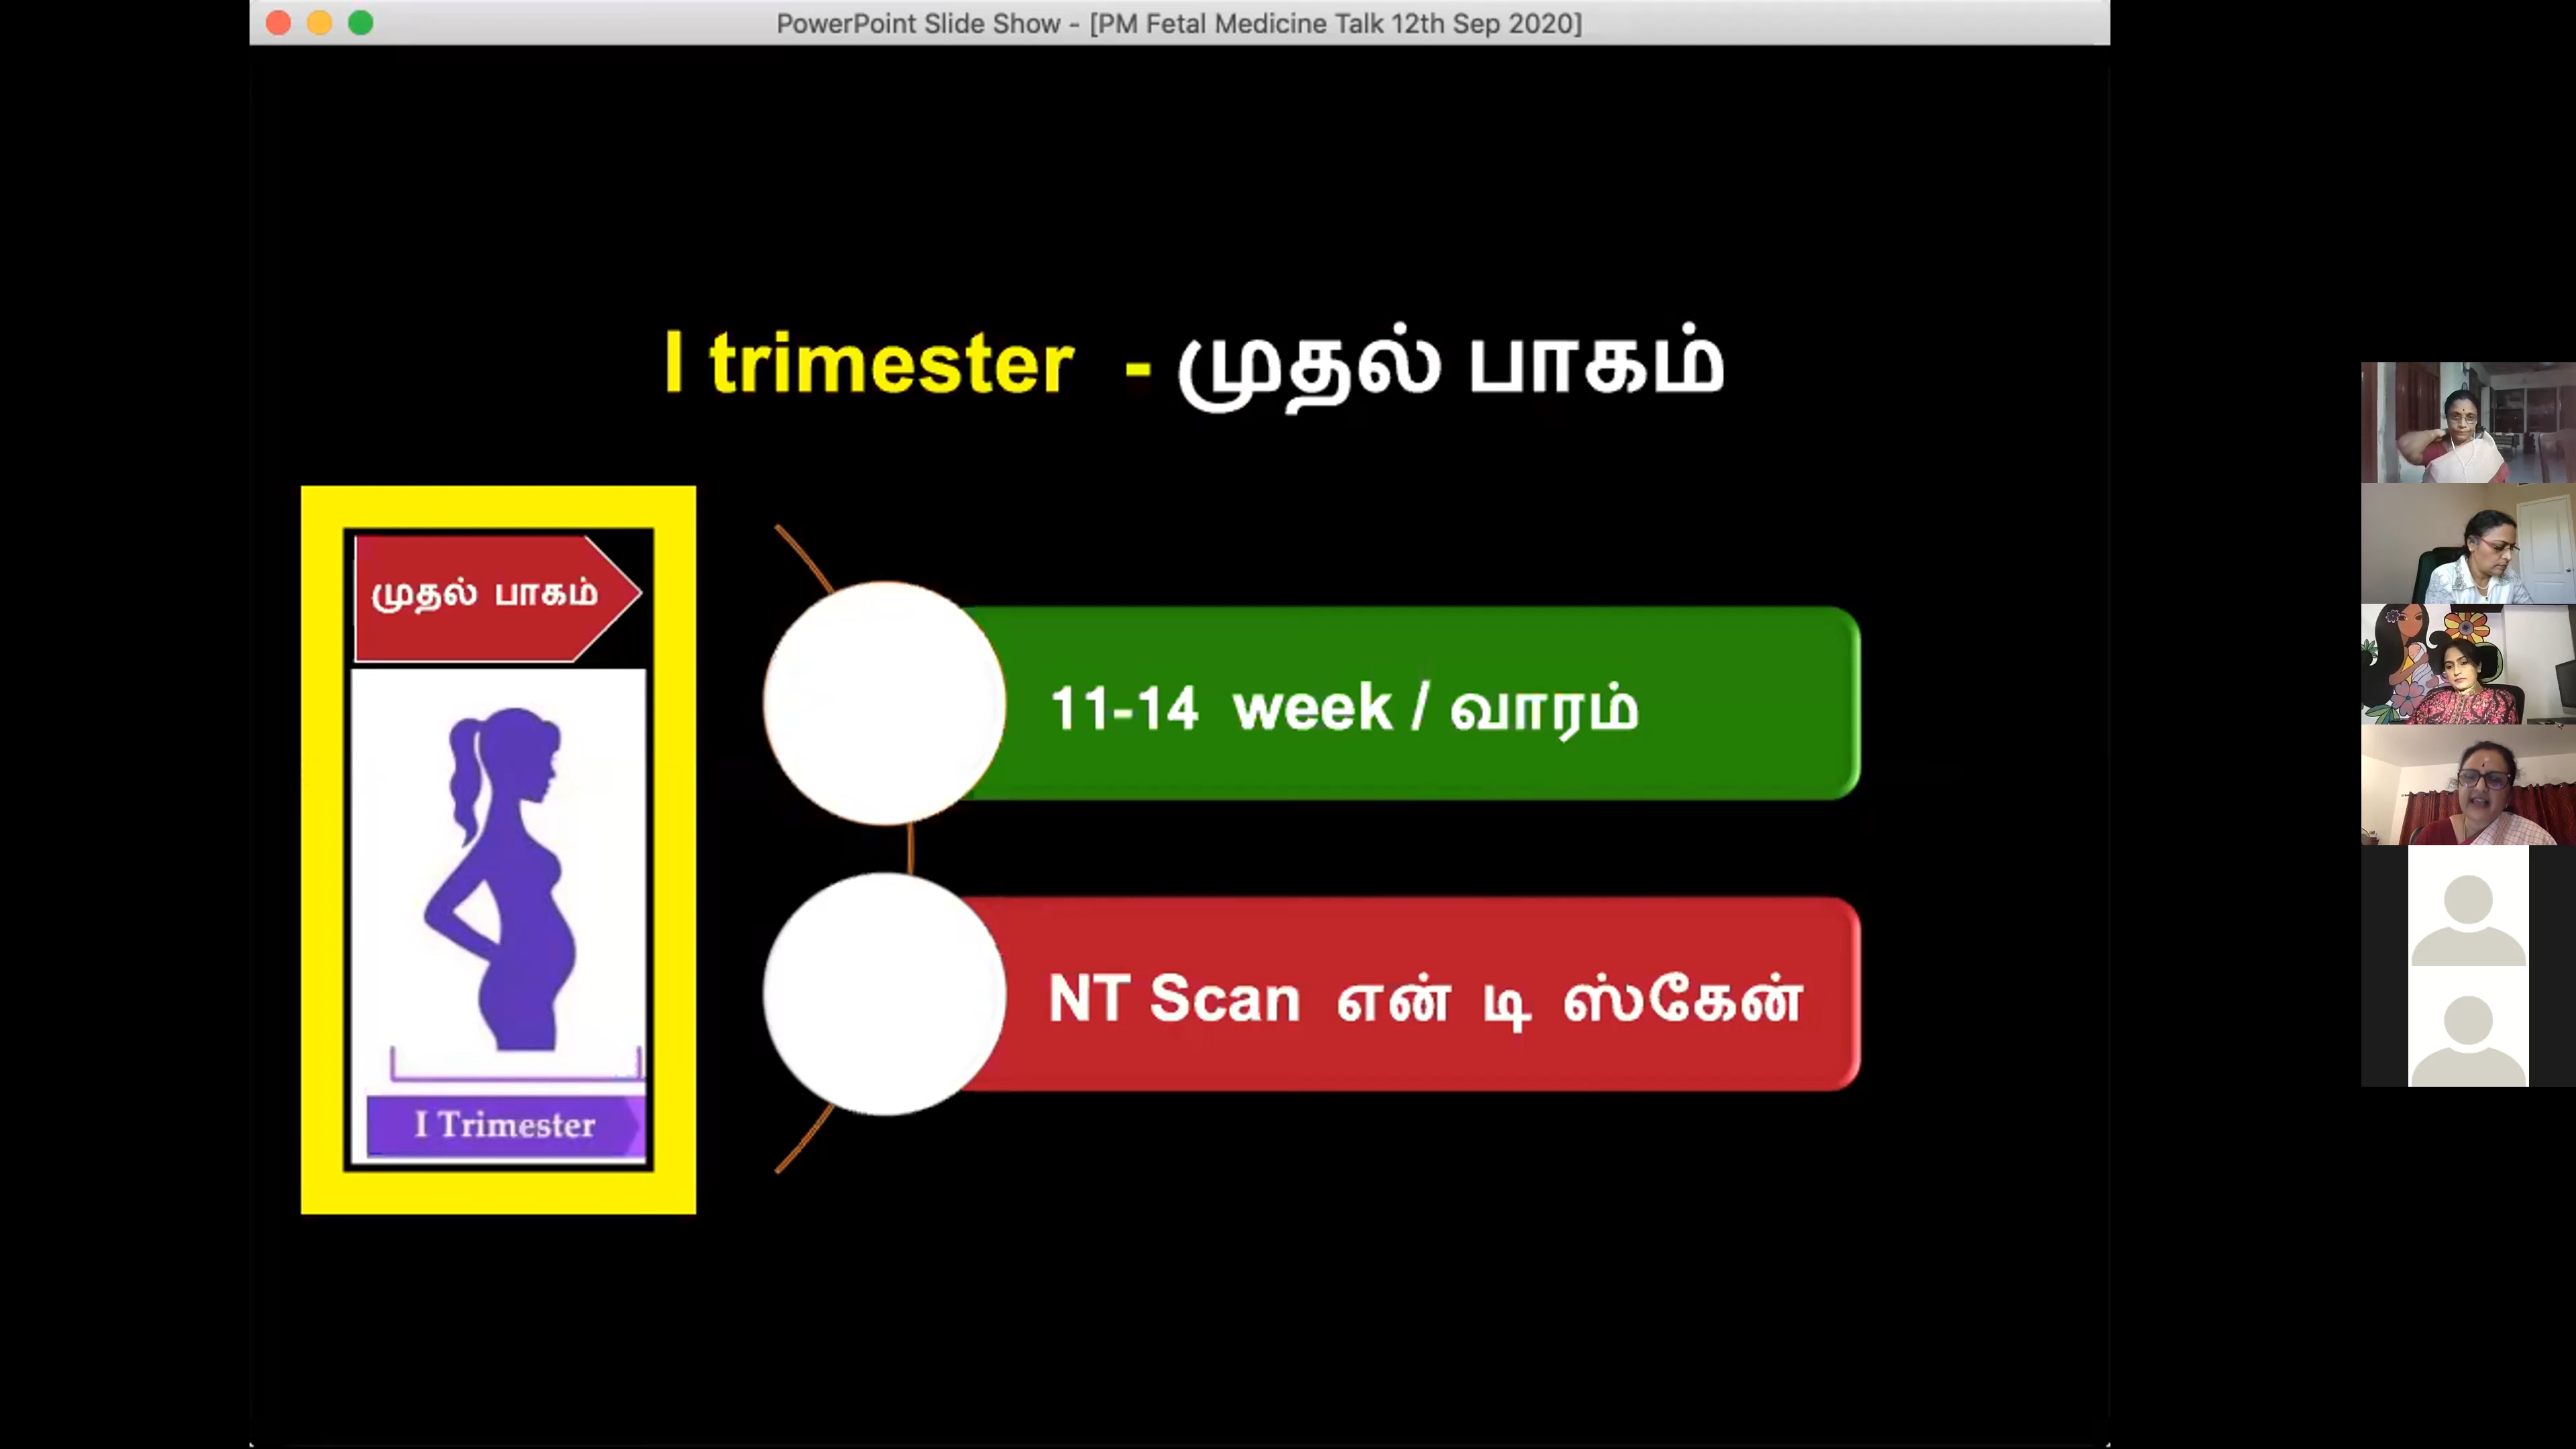 PowerPoint Slide Show - [PM Fetal Medicine Talk 12th Sep 2020]
I trimester - முதல் பாகம்
முதல் பாகம்
I Trimester
11-14 week / வாரம்
NT Scan என் டி ஸ்கேன்